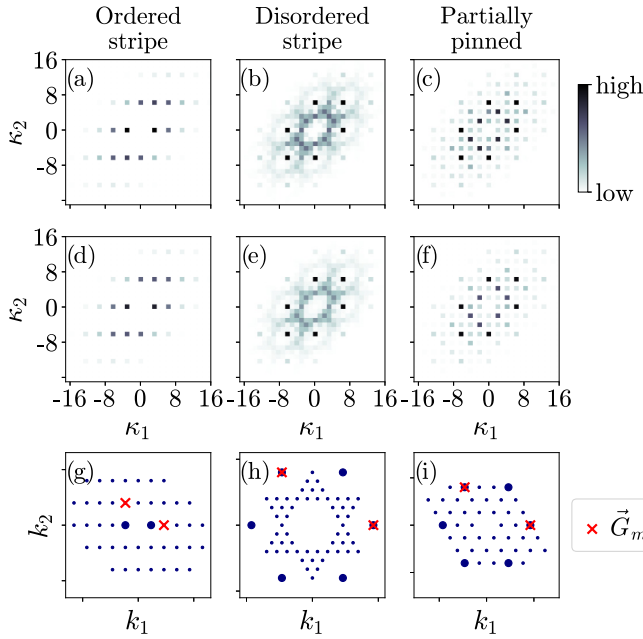 Ordered stripe
Disordered stripe
Partially pinned
16
8
0
-8
κ₂
(a)
(b)
(c)
high
low
16
8
0
-8
κ₂
(d)
(e)
(f)
-16 -8 0 8 16
-8 0 8 16
-8 0 8 16
κ₁
κ₁
κ₁
(g)
(h)
(i)
k₂
k₁
k₁
k₁
G⃗ₘ